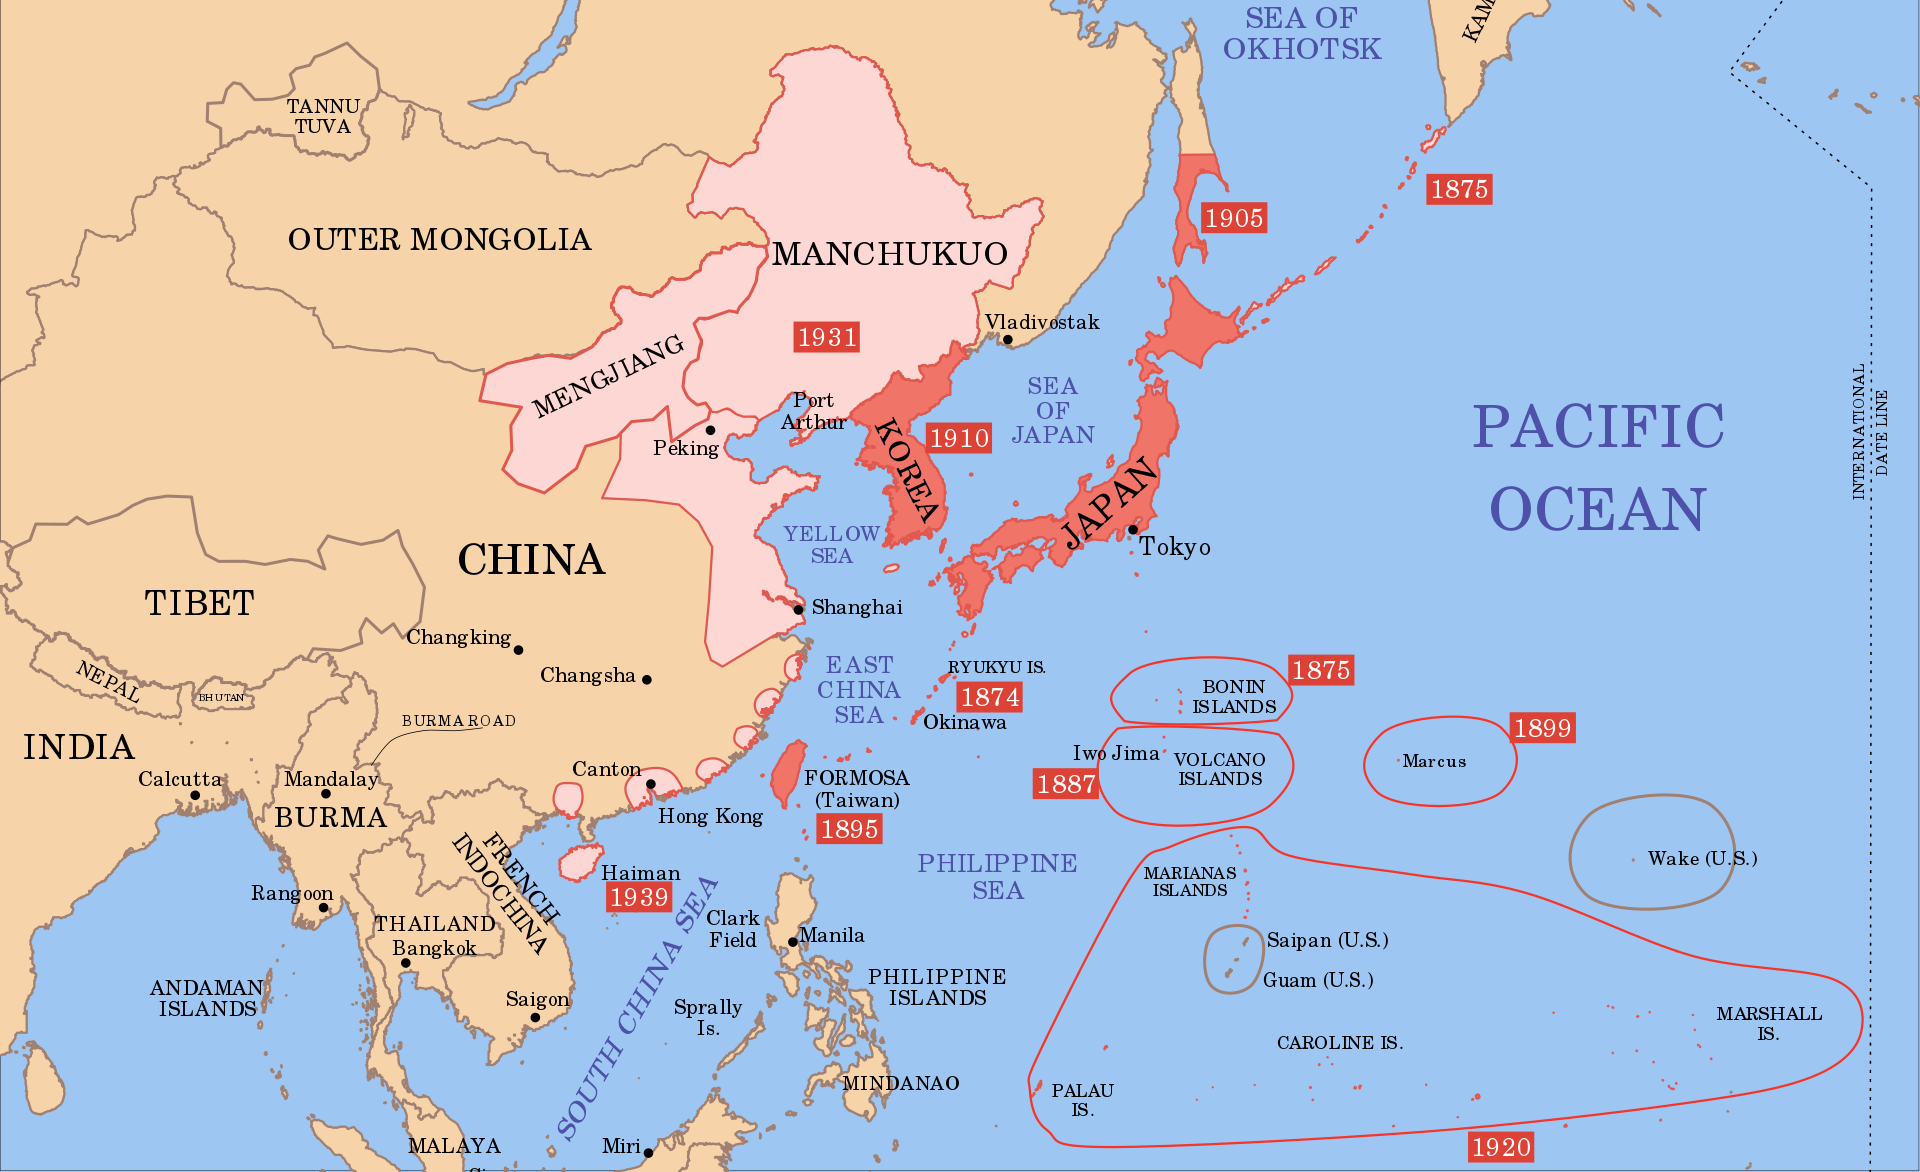 SEA OF
OKHOTSK
KAM
TANNU
TUVA
1875
1905
OUTER MONGOLIA
MANCHUKUO
Vladivostak
1931
MENGJIANG
SEA
OF
JAPAN
Port
Arthur
Peking
KOREA
1910
JAPAN
Tokyo
PACIFIC
OCEAN
INTERNATIONAL
DATE LINE
YELLOW
SEA
CHINA
TIBET
Shanghai
Changking
Changsha
NEPAL
BHUTAN
EAST
CHINA
SEA
RYUKYU IS.
1874
Okinawa
BONIN
ISLANDS
1875
BURMA ROAD
INDIA
Iwo Jima
VOLCANO
ISLANDS
1887
Marcus
1899
Calcutta
Mandalay
BURMA
Canton
Hong Kong
FORMOSA
(Taiwan)
1895
FRENCH
INDOCHINA
Haiman
1939
PHILIPPINE
SEA
MARIANAS
ISLANDS
Wake (U.S.)
Rangoon
THAILAND
Bangkok
SOUTH CHINA SEA
Clark
Field
Manila
Saipan (U.S.)
Guam (U.S.)
ANDAMAN
ISLANDS
Saigon
Sprally
Is.
PHILIPPINE
ISLANDS
MARSHALL
IS.
CAROLINE IS.
MINDANAO
PALAU
IS.
MALAYA
Miri
1920